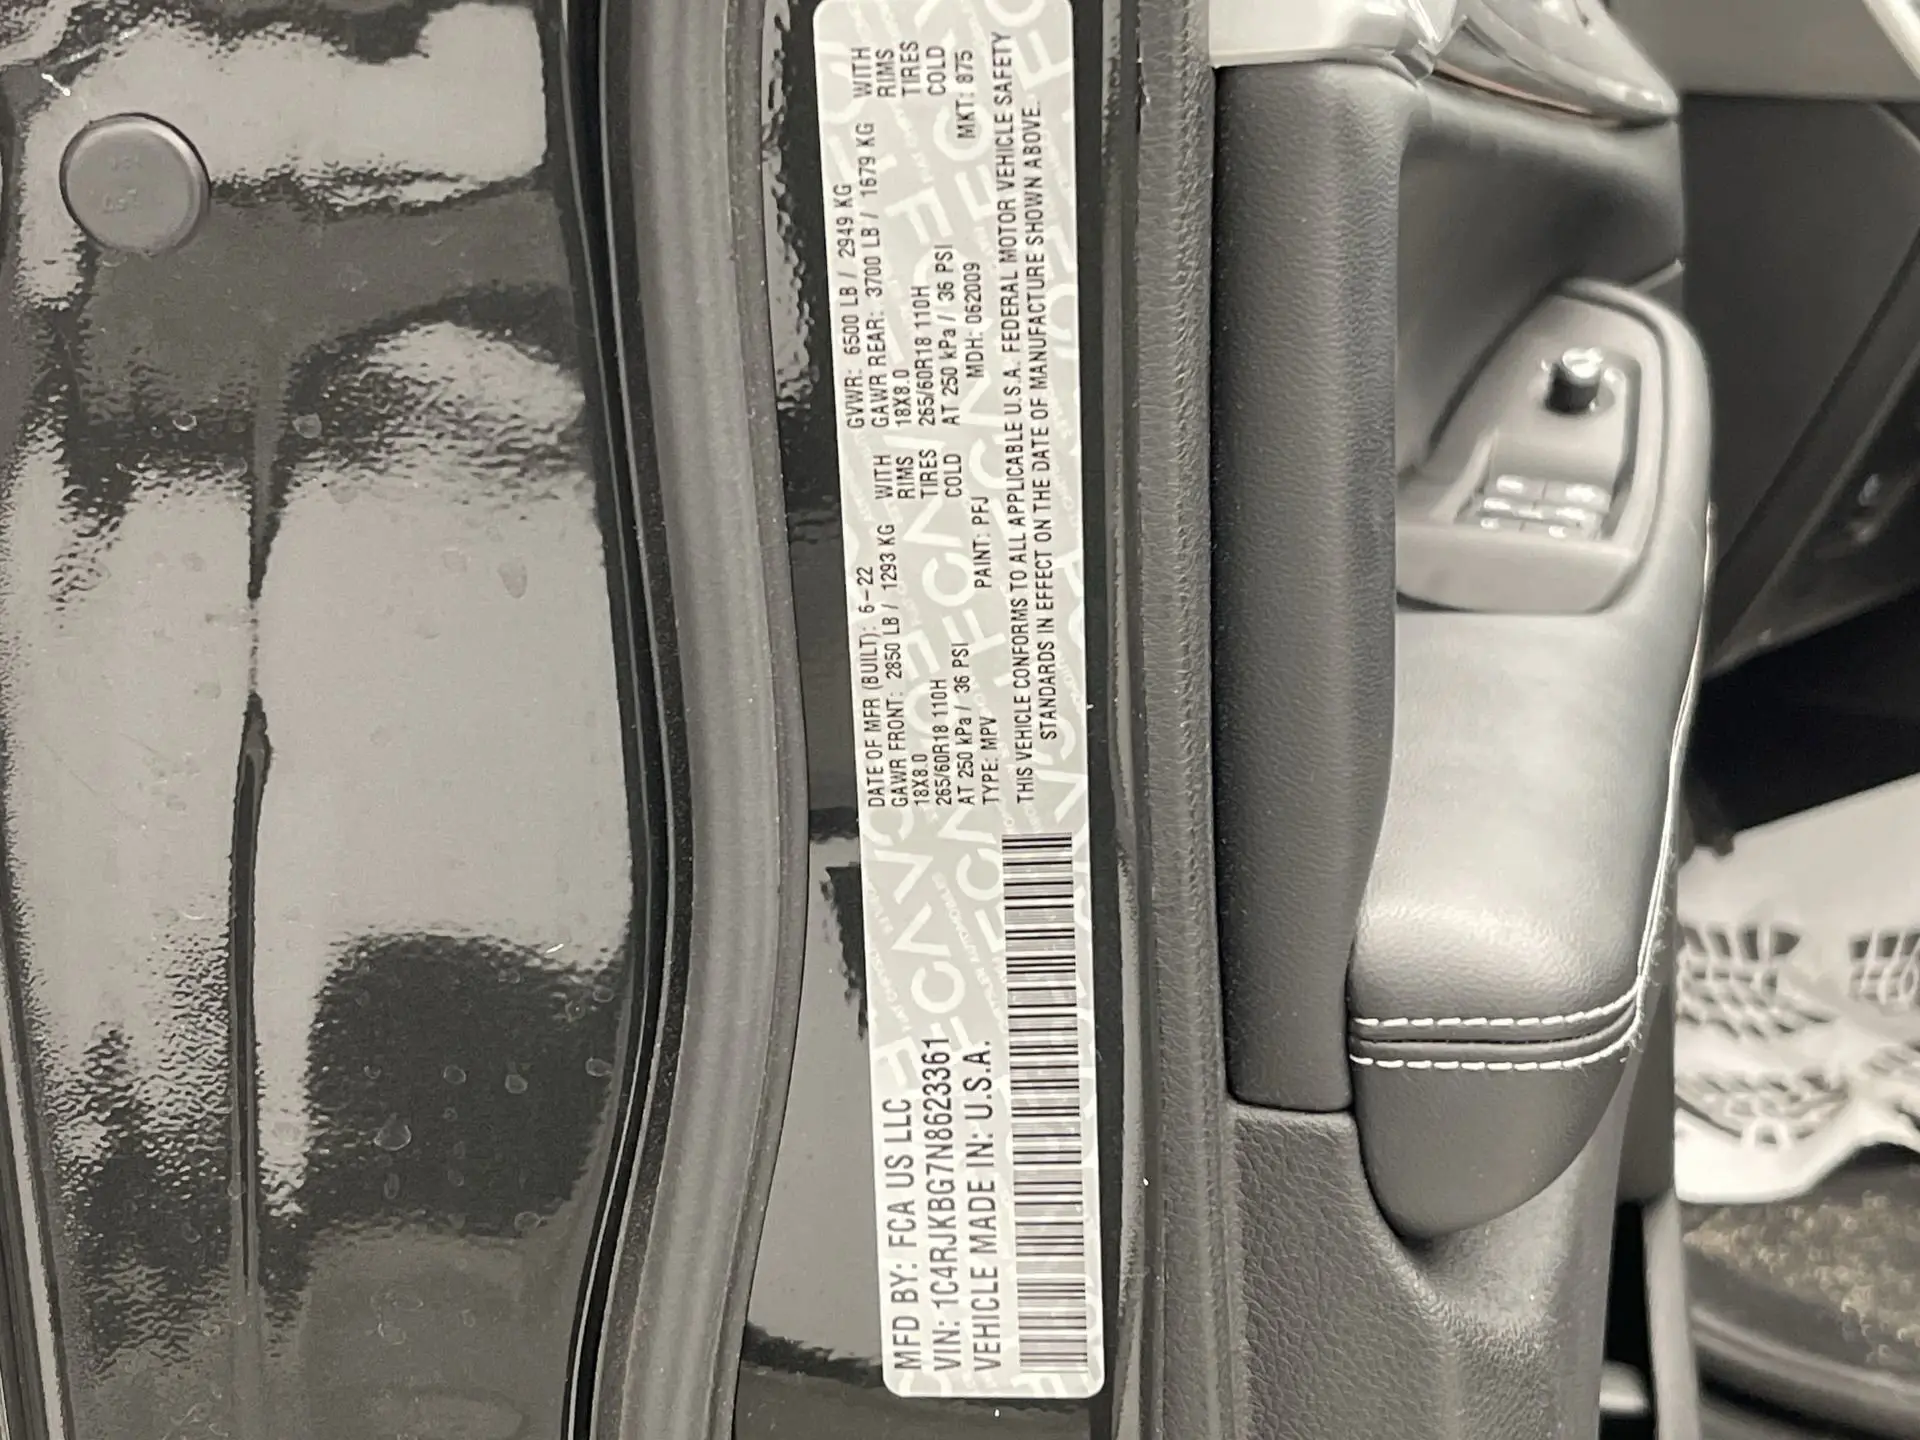 MFD BY: FCA US LLC
VIN: 1C4RJKBG7N8623361
VEHICLE MADE IN: U.S.A.
DATE OF MFR (BUILT): 6-22 GVWR: 6500 LB / 2949 KG
GAWR FRONT: 2850 LB / 1293 KG WITH GAWR REAR: 3700 LB / 1679 KG WITH
18X8.0 RIMS 18X8.0 RIMS
265/60R18 110H TIRES 265/60R18 110H TIRES
AT 250 kPa / 36 PSI COLD AT 250 kPa / 36 PSI COLD
TYPE: MPV PAINT: PFJ MDH: 062009 MKT: 875
THIS VEHICLE CONFORMS TO ALL APPLICABLE U.S.A. FEDERAL MOTOR VEHICLE SAFETY
STANDARDS IN EFFECT ON THE DATE OF MANUFACTURE SHOWN ABOVE.